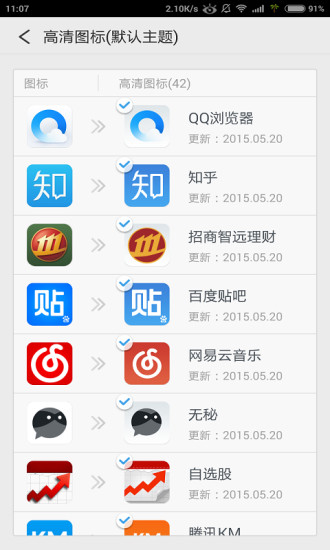 11:07
2.10K/s
91%
高清图标(默认主题)
图标
高清图标(42)
QQ浏览器
更新：2015.05.20
知
知
知乎
更新：2015.05.20
招商智远理财
更新：2015.05.20
贴
贴
百度贴吧
更新：2015.05.20
网易云音乐
更新：2015.05.20
无秘
更新：2015.05.20
自选股
更新：2015.05.20
KM
KM
腾讯KM